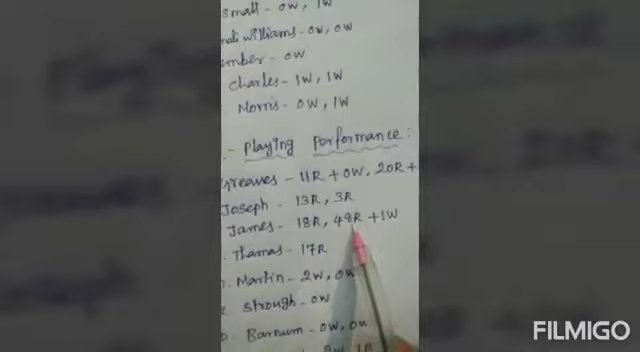 small - 0W, 1W
williams - 0W, 0W
mber - 0W
Charles - 1W, 1W
Norris - 0W, 1W
- Playing Performance:
Greaves - 11R + 0W, 20R +
Joseph - 13R, 3R
James - 18R, 49R + 1W
Thamas - 17R
Martin - 2W, 0W
Strough - 0W
Barnum - 0W, 0W
FILMIGO